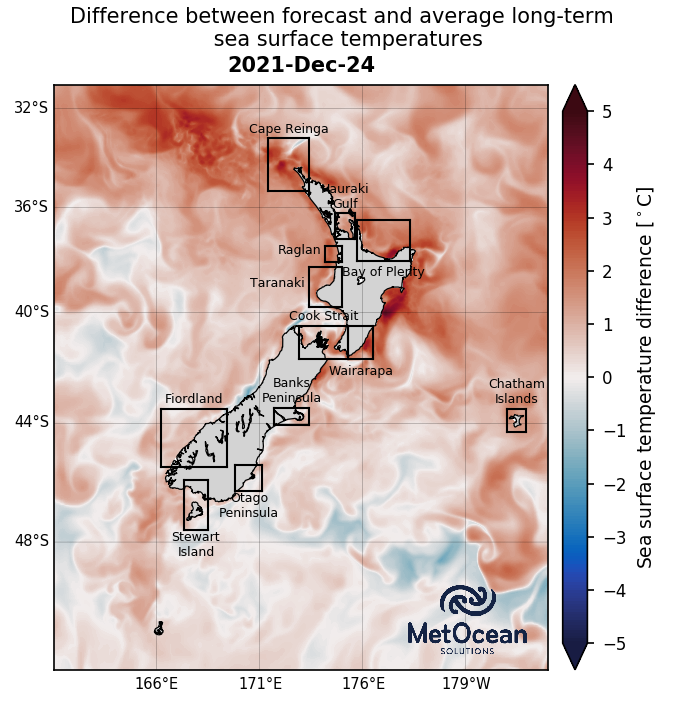 Difference between forecast and average long-term
sea surface temperatures
2021-Dec-24
32°S
36°S
40°S
44°S
48°S
Cape Reinga
Hauraki
Gulf
Raglan
Bay of Plenty
Taranaki
Cook Strait
Wairarapa
Banks
Peninsula
Fiordland
Chatham
Islands
Otago
Peninsula
Stewart
Island
MetOcean
SOLUTIONS
166°E
171°E
176°E
179°W
5
4
3
2
1
0
−1
−2
−3
−4
−5
Sea surface temperature difference [°C]